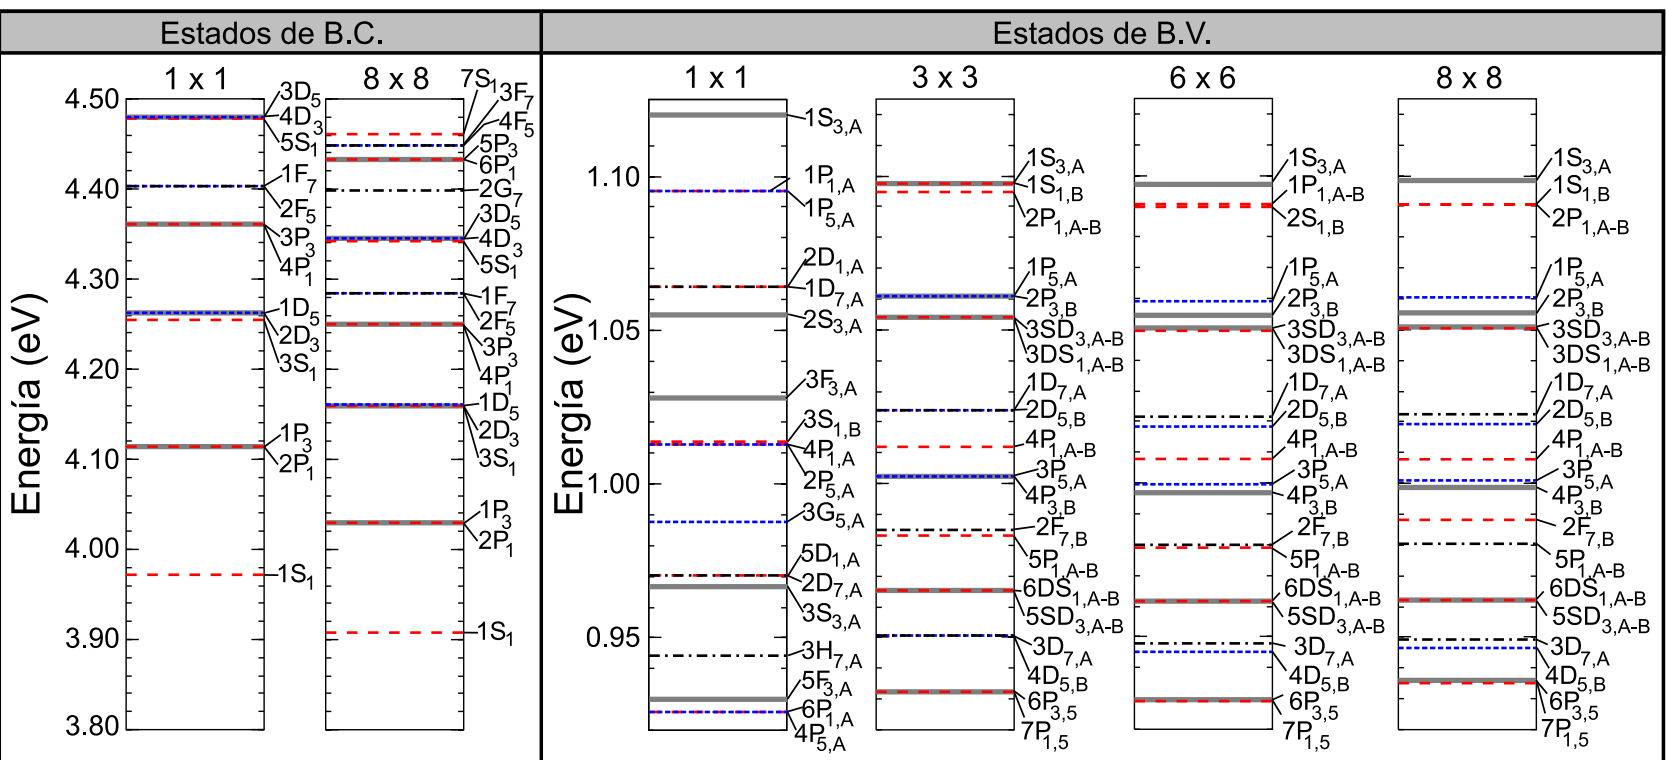 Estados de B.C.
Estados de B.V.
1 x 1
8 x 8
1 x 1
3 x 3
6 x 6
8 x 8
Energía (eV)
4.50
4.40
4.30
4.20
4.10
4.00
3.90
3.80
3D5
4D3
5S1
1F7
2F5
3P3
4P1
1D5
2D3
3S1
1P3
2P1
1S1
7S1
3F7
4F5
5P3
6P1
2G7
3D5
4D3
5S1
1F7
2F5
3P3
4P1
1D5
2D3
3S1
1P3
2P1
1S1
Energía (eV)
1.10
1.05
1.00
0.95
1S3,A
1P1,A
1P5,A
2D1,A
1D7,A
2S3,A
3F3,A
3S1,B
4P1,A
2P5,A
3G5,A
5D1,A
2D7,A
3S3,A
3H7,A
5F3,A
6P1,A
4P5,A
1S3,A
1S1,B
2P1,A-B
1P5,A
2P3,B
3SD3,A-B
3DS1,A-B
1D7,A
2D5,B
4P1,A-B
3P5,A
4P3,B
2F7,B
5P1,A-B
6DS1,A-B
5SD3,A-B
3D7,A
4D5,B
6P3,5
7P1,5
1S3,A
1P1,A-B
2S1,B
1P5,A
2P3,B
3SD3,A-B
3DS1,A-B
1D7,A
2D5,B
4P1,A-B
3P5,A
4P3,B
2F7,B
5P1,A-B
6DS1,A-B
5SD3,A-B
3D7,A
4D5,B
6P3,5
7P1,5
1S3,A
1S1,B
2P1,A-B
1P5,A
2P3,B
3SD3,A-B
3DS1,A-B
1D7,A
2D5,B
4P1,A-B
3P5,A
4P3,B
2F7,B
5P1,A-B
6DS1,A-B
5SD3,A-B
3D7,A
4D5,B
6P3,5
7P1,5